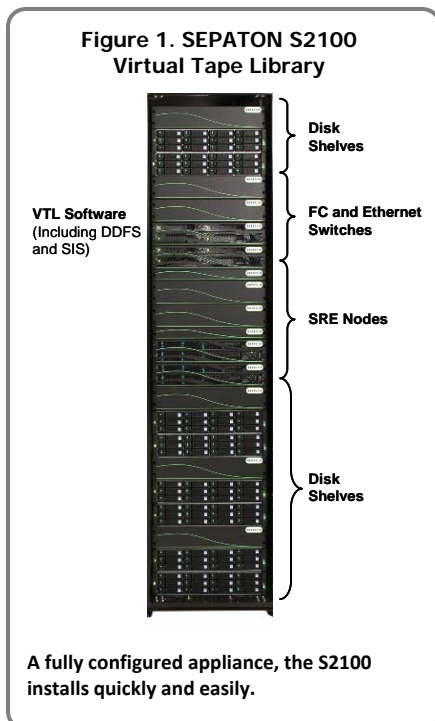 Figure 1. SEPATON S2100
Virtual Tape Library
Disk
Shelves
VTL Software
(Including DDFS
and SIS)
FC and Ethernet
Switches
SRE Nodes
Disk
Shelves
A fully configured appliance, the S2100
installs quickly and easily.